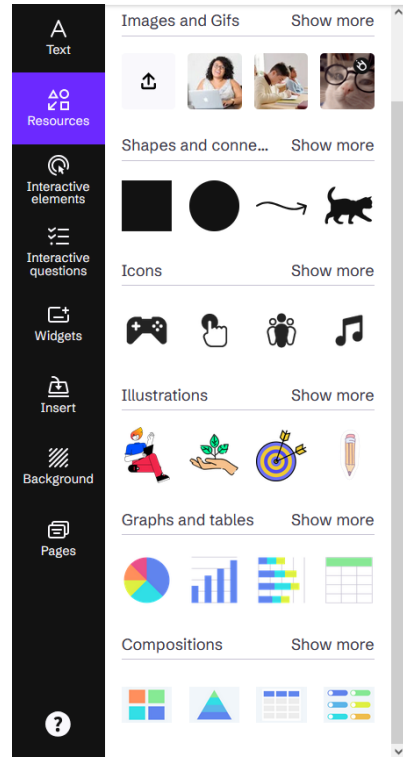 Text
Resources
Interactive
elements
Interactive
questions
Widgets
Insert
Background
Pages
?
Images and Gifs Show more
Shapes and conne... Show more
Icons Show more
Illustrations Show more
Graphs and tables Show more
Compositions Show more